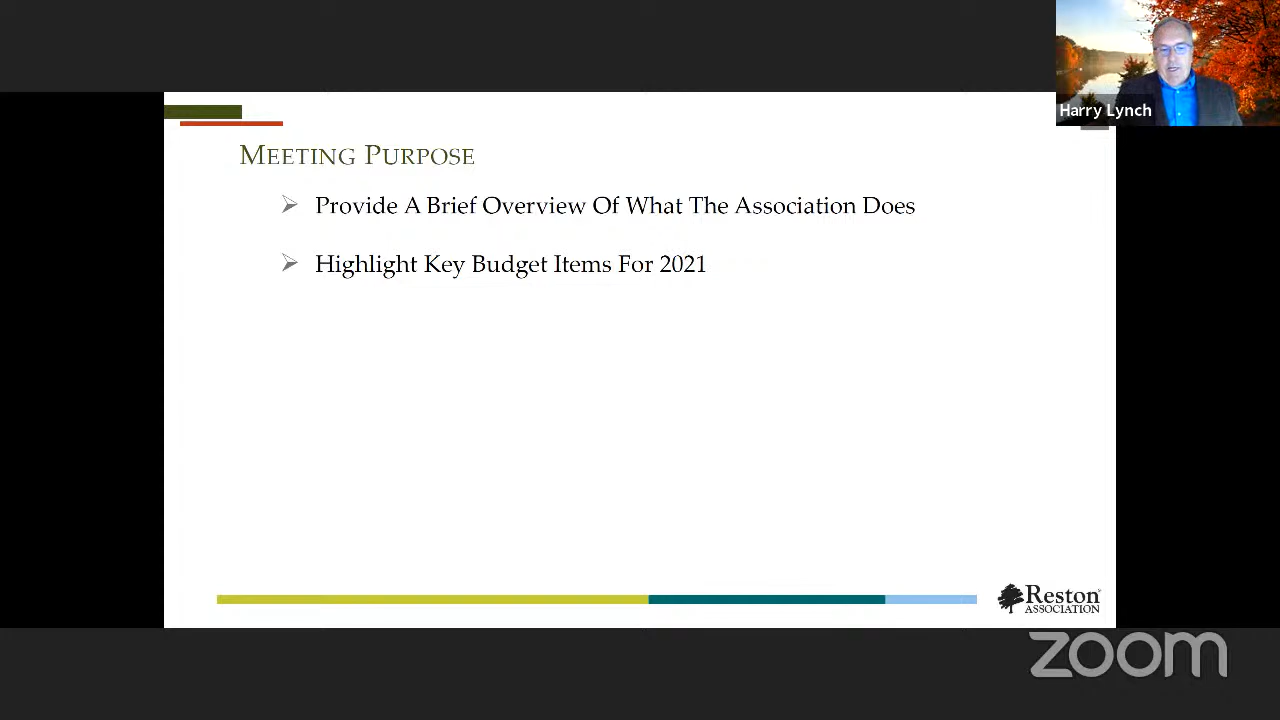 Harry Lynch
MEETING PURPOSE
Provide A Brief Overview Of What The Association Does
Highlight Key Budget Items For 2021
Reston
ASSOCIATION
zoom